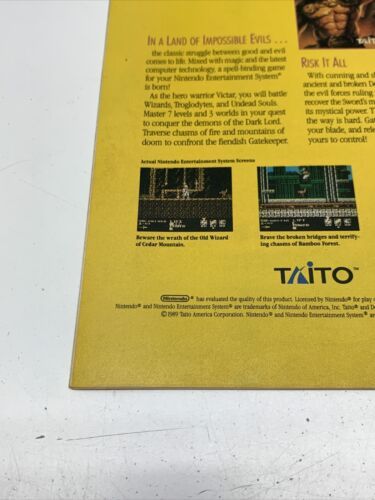 TAITO
IN A LAND OF IMPOSSIBLE EVILS . . .
the classic struggle between good and evil
comes to life. Mixed with magic and the latest
computer technology, a spell-binding game
for your Nintendo Entertainment System®
is born!
As the hero warrior Victar, you will battle
Wizards, Troglodytes, and Undead Souls.
Master 7 levels and 3 worlds in your quest
to conquer the demons of the Dark Lord.
Traverse chasms of fire and mountains of
doom to confront the fiendish Gatekeeper.
RISK IT ALL
With cunning and s
ancient and broken D
the evil forces ruling
recover the Sword's m
its mystical power. T
the way is hard. G
your blade, and rele
yours to control!
Actual Nintendo Entertainment System Screens
Beware the wrath of the Old Wizard
of Cedar Mountain.
Brave the broken bridges and terrify-
ing chasms of Bamboo Forest.
TAITO™
Nintendo® has evaluated the quality of this product. Licensed by Nintendo® for play
Nintendo® and Nintendo Entertainment System® are trademarks of Nintendo of America, Inc. Taito® and D
©1989 Taito America Corporation. Nintendo® and Nintendo Entertainment System® are